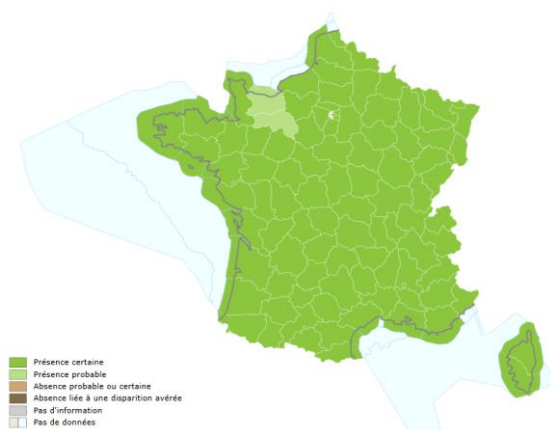 Présence certaine
Présence probable
Absence probable ou certaine
Absence liée à une disparition avérée
Pas d'information
Pas de données